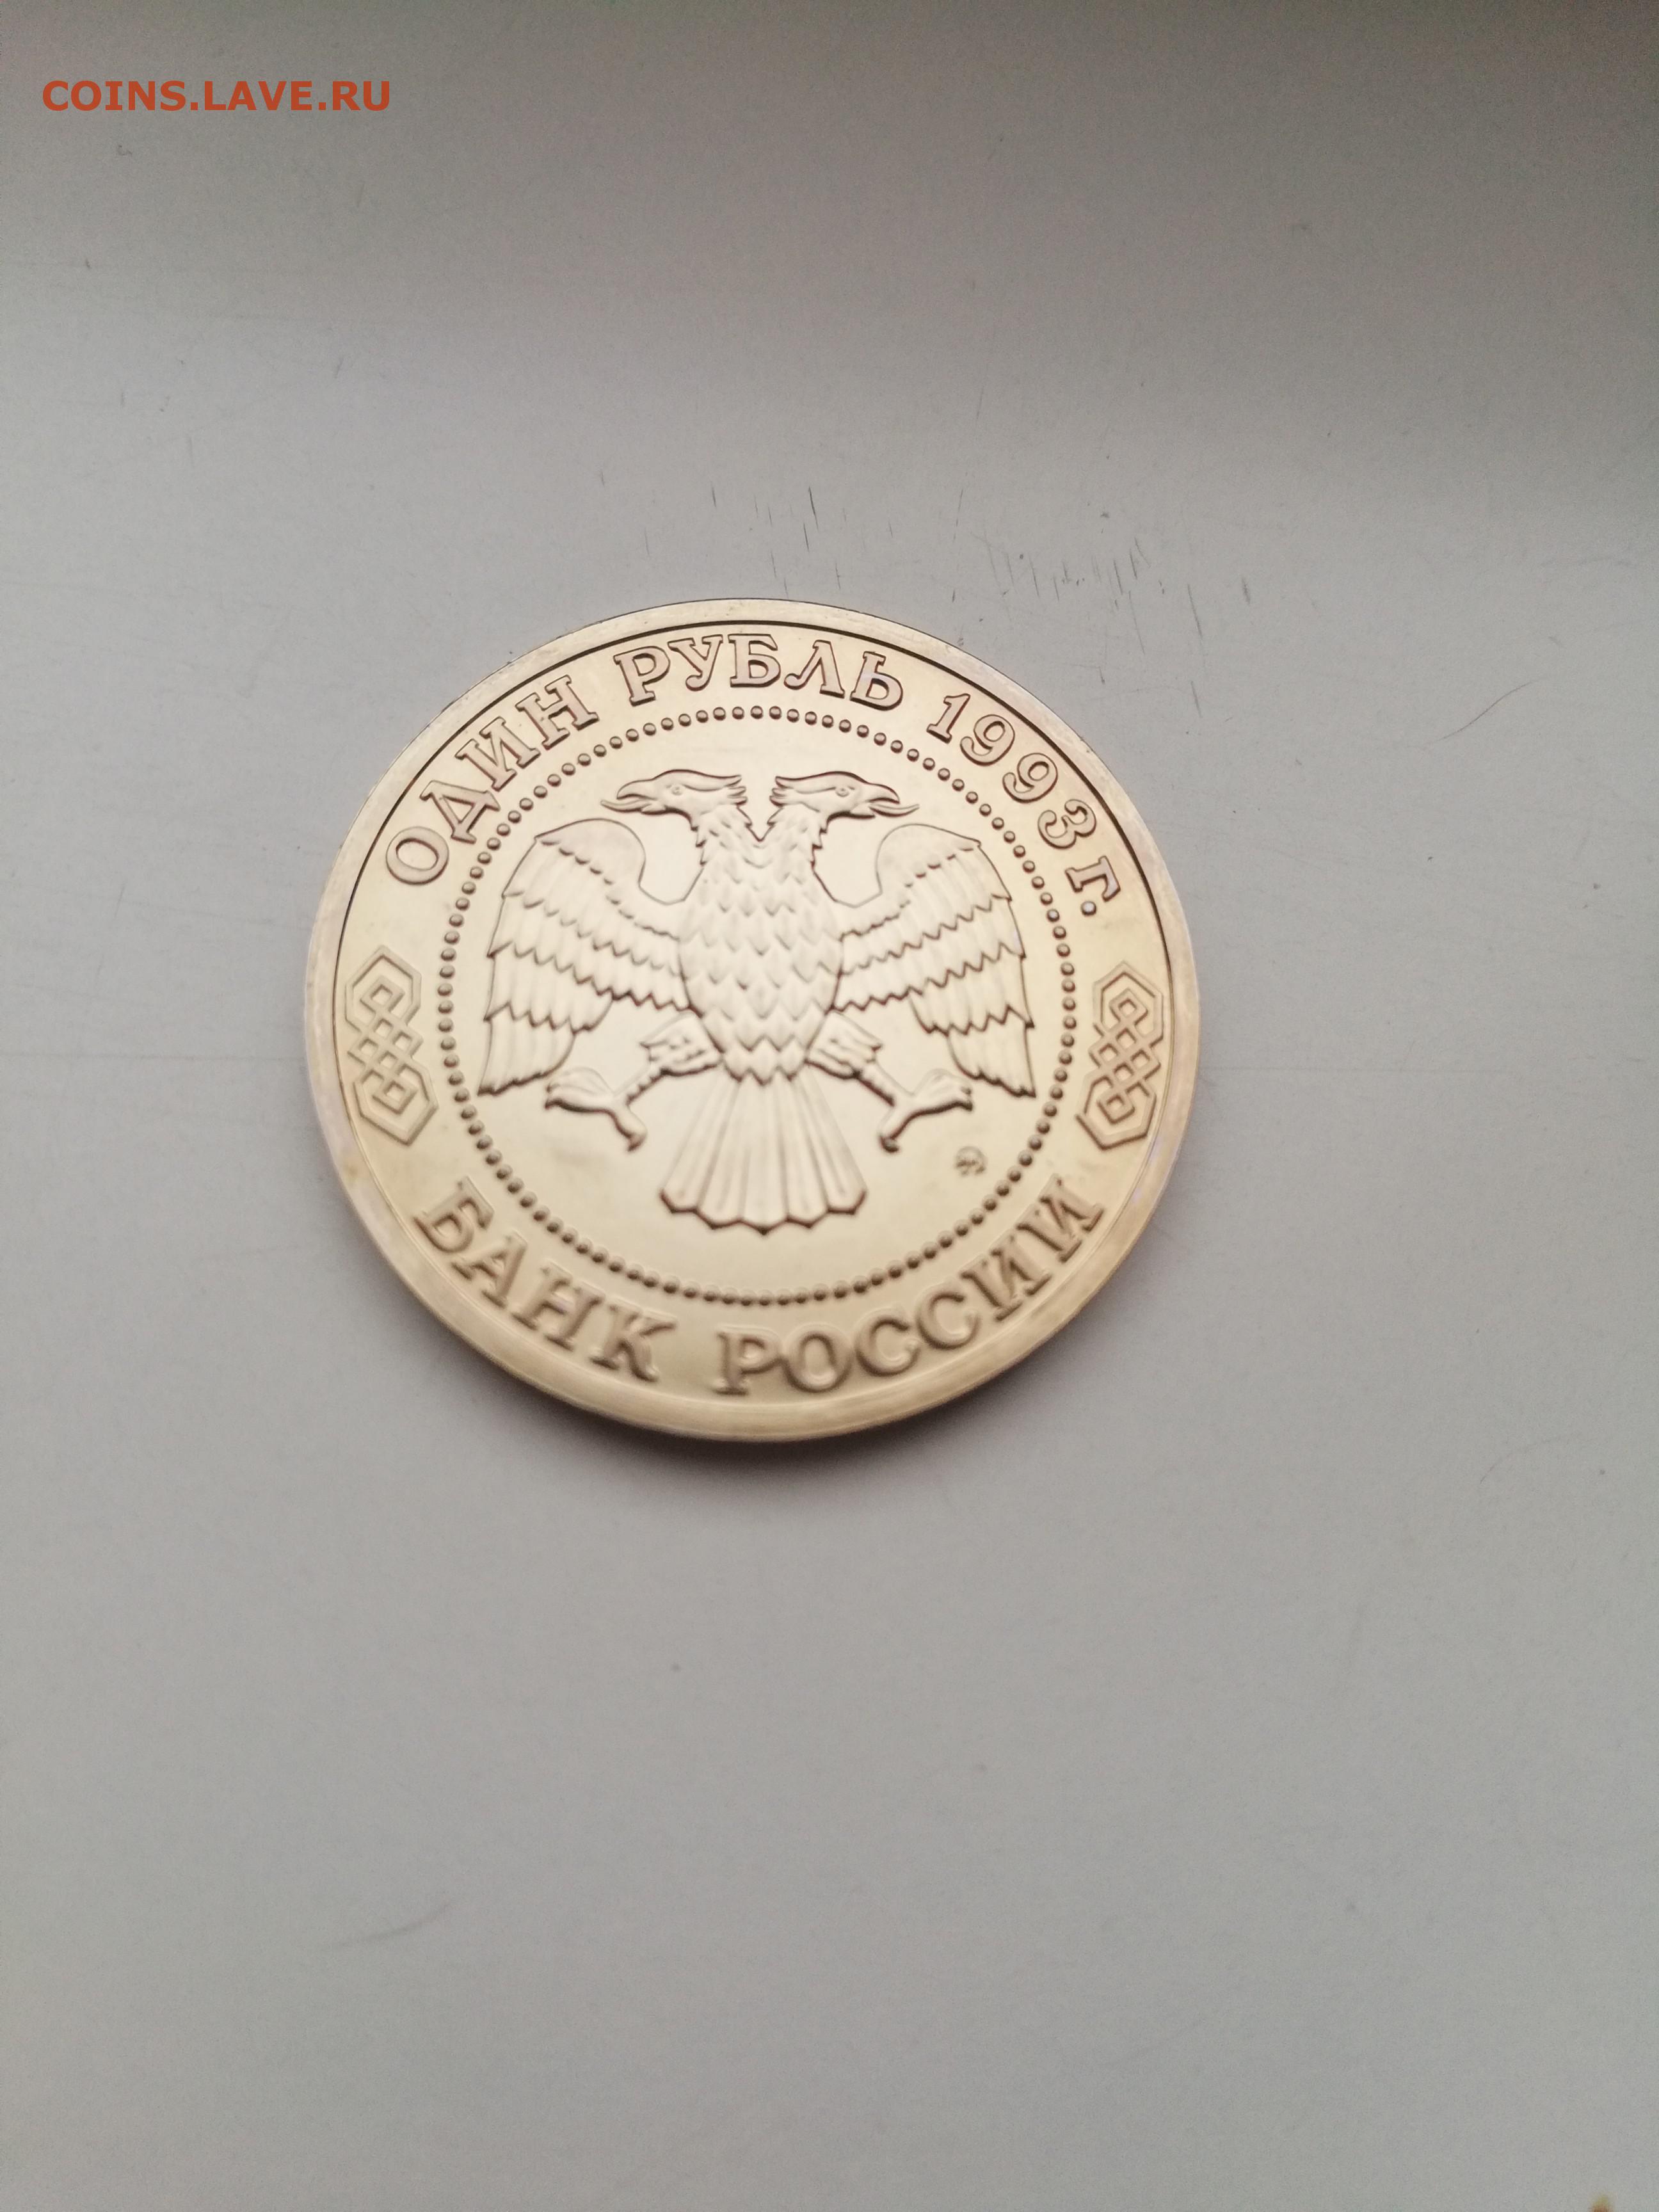 COINS.LAVE.RU
ОДИН РУБЛЬ 1993 г.
БАНК РОССИИ